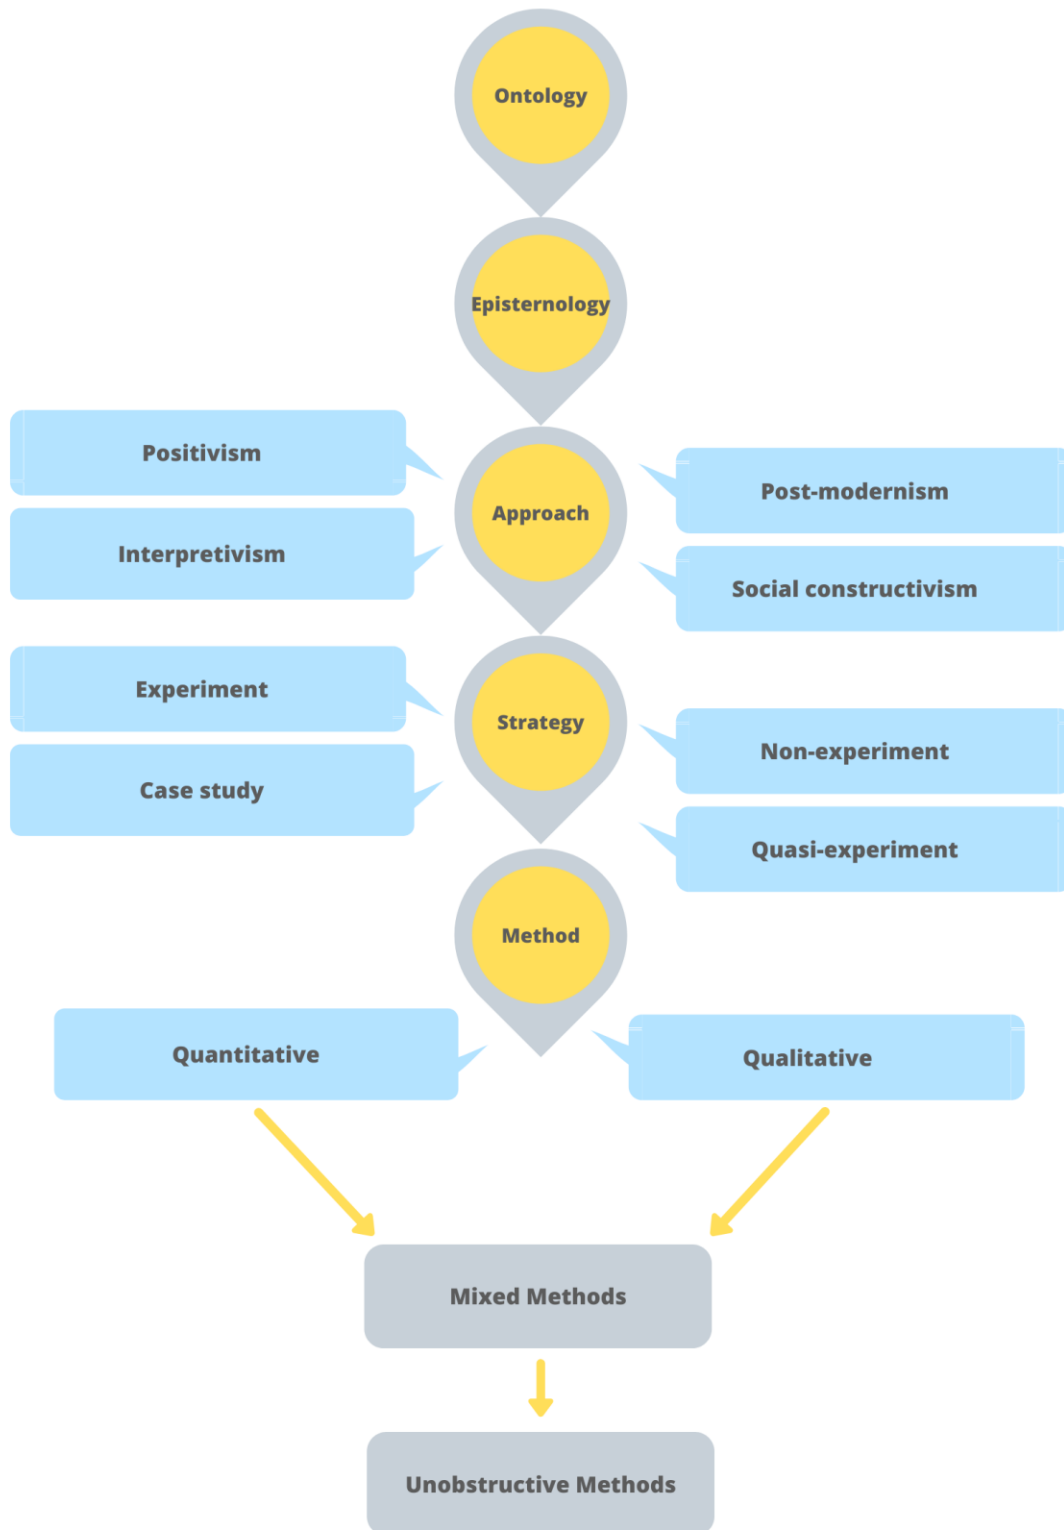 Ontology
Episternology
Positivism
Approach
Post-modernism
Interpretivism
Social constructivism
Experiment
Strategy
Non-experiment
Case study
Quasi-experiment
Method
Quantitative
Qualitative
Mixed Methods
Unobstructive Methods